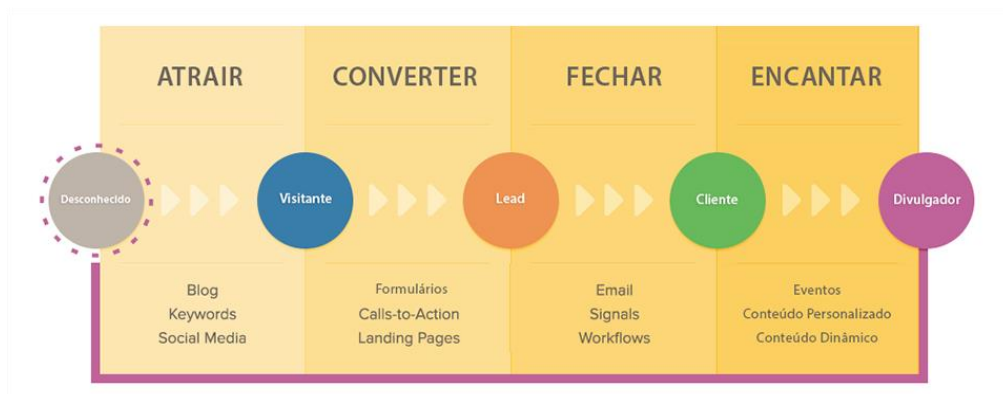 ATRAIR
CONVERTER
FECHAR
ENCANTAR
Desconhecido
Visitante
Lead
Cliente
Divulgador
Blog
Keywords
Social Media
Formulários
Calls-to-Action
Landing Pages
Email
Signals
Workflows
Eventos
Conteúdo Personalizado
Conteúdo Dinâmico